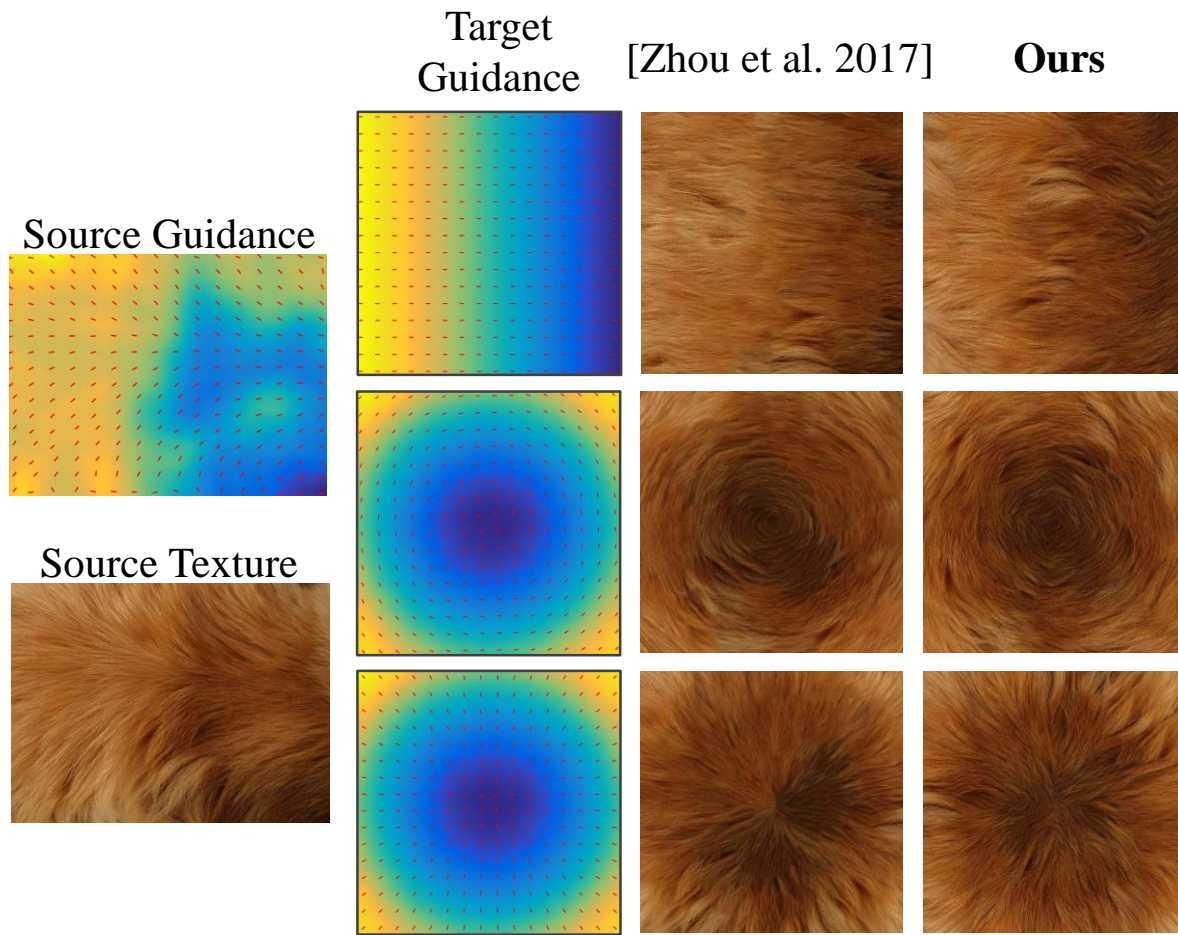 Target
Guidance
[Zhou et al. 2017]
Ours
Source Guidance
Source Texture